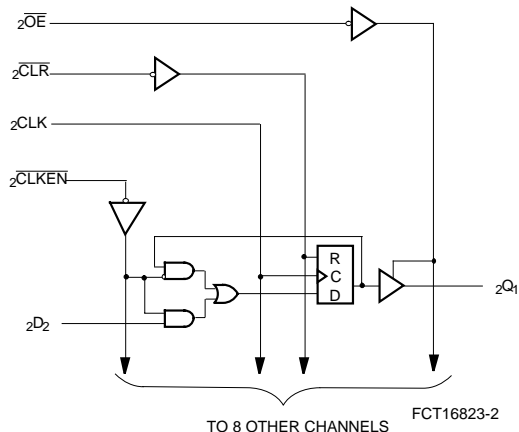 2OE
2CLR
2CLK
2CLKEN
R
C
D
2Q1
2D2
FCT16823-2
TO 8 OTHER CHANNELS